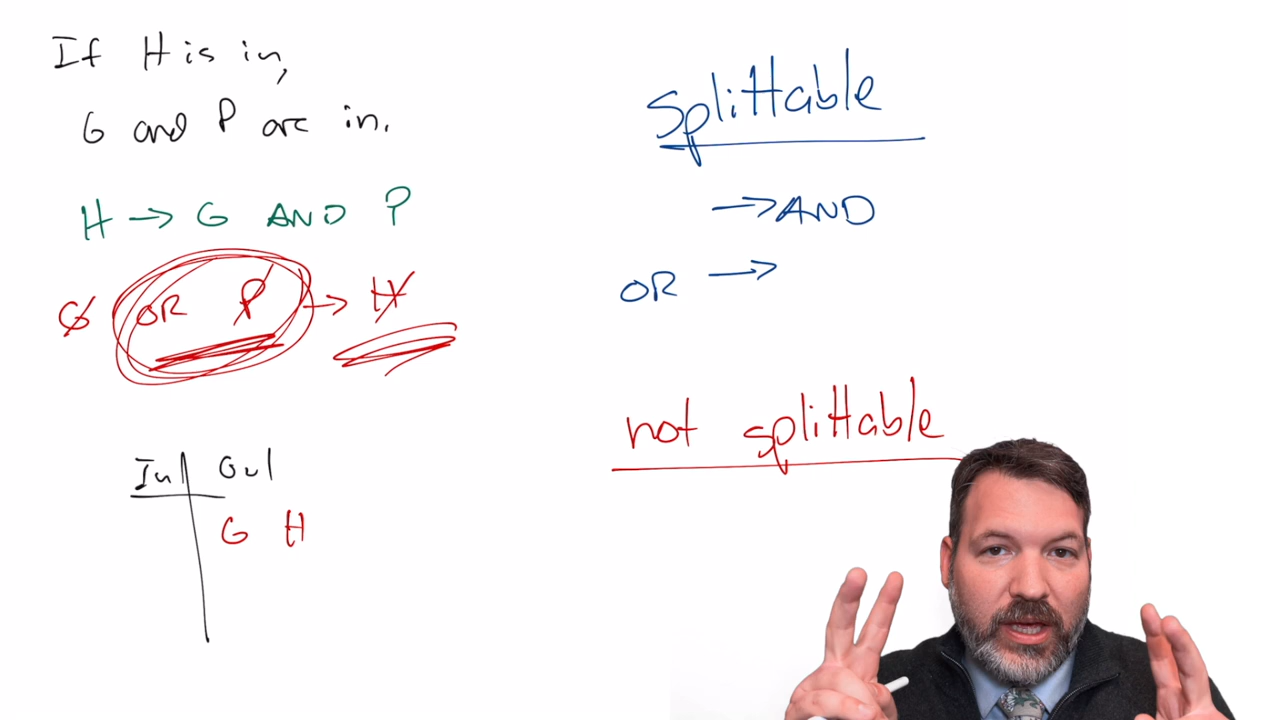 If H is in,
G and P are in.
H → G AND P
G̸ OR P̸ → H̸
In Out
G H
splittable
→ AND
OR →
not splittable